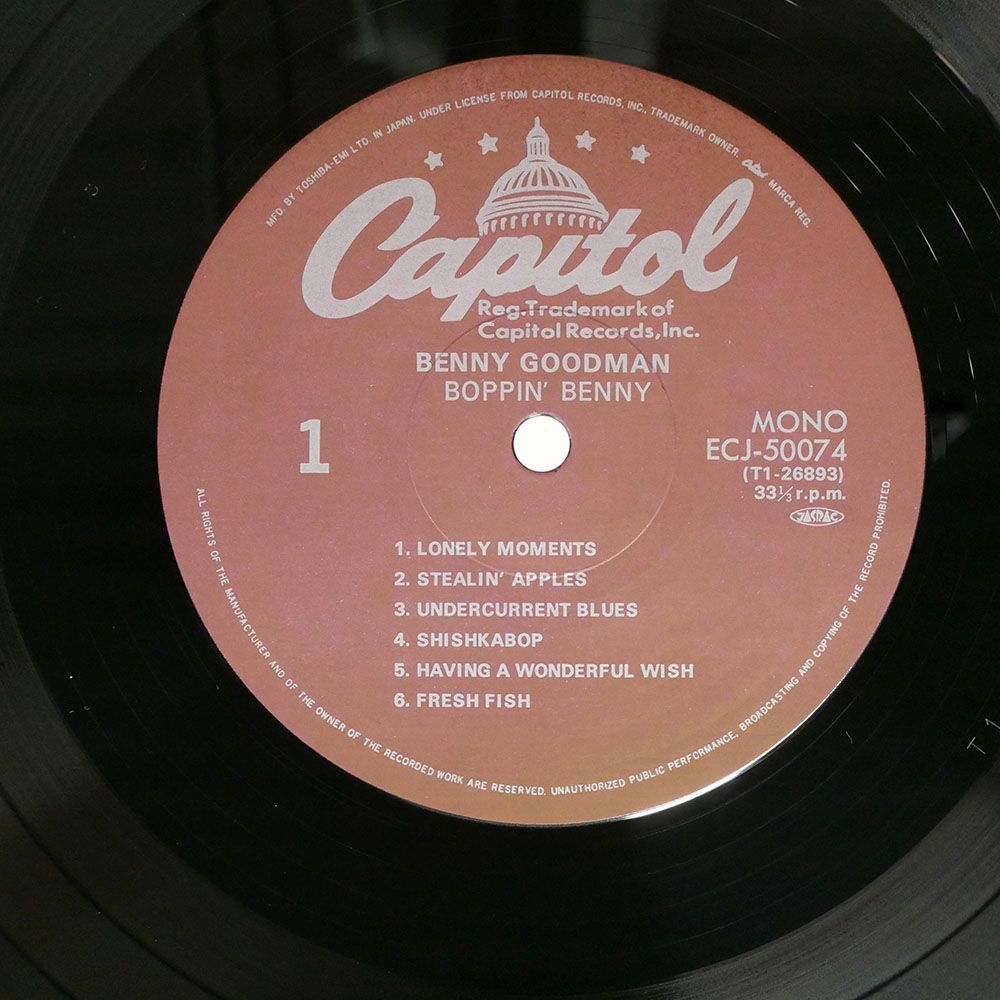 MFD. BY TOSHIBA-EMI LTD. IN JAPAN. UNDER LICENSE FROM CAPITOL RECORDS, INC., TRADEMARK OWNER. Capitol MARCA REG.
Capitol
Reg.Trademark of
Capitol Records,Inc.
BENNY GOODMAN
BOPPIN' BENNY
1
MONO
ECJ-50074
(T1-26893)
33⅓ r.p.m.
JASRAC
1. LONELY MOMENTS
2. STEALIN' APPLES
3. UNDERCURRENT BLUES
4. SHISHKABOP
5. HAVING A WONDERFUL WISH
6. FRESH FISH
ALL RIGHTS OF THE MANUFACTURER AND OF THE OWNER OF THE RECORDED WORK ARE RESERVED. UNAUTHORIZED PUBLIC PERFORMANCE, BROADCASTING AND COPYING OF THE RECORD PROHIBITED.
T1